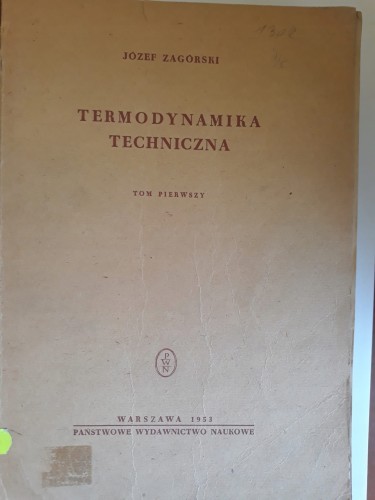 JÓZEF ZAGÓRSKI
TERMODYNAMIKA
TECHNICZNA
TOM PIERWSZY
PWN
WARSZAWA 1953
PAŃSTWOWE WYDAWNICTWO NAUKOWE